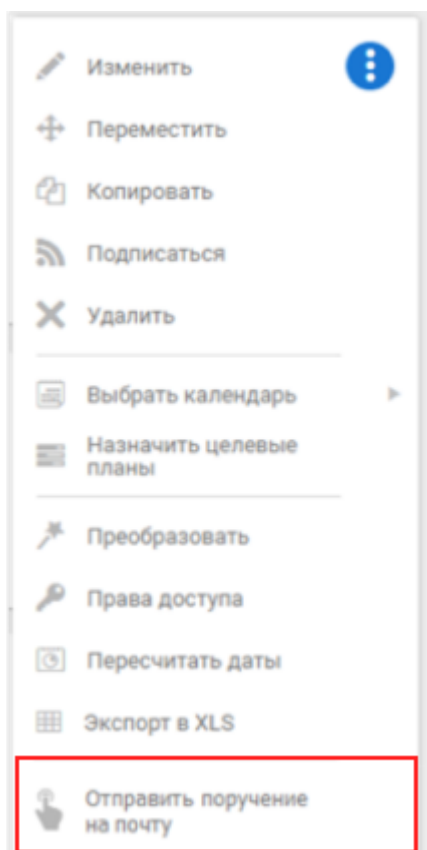 Изменить
Переместить
Копировать
Подписаться
Удалить
Выбрать календарь
Назначить целевые
планы
Преобразовать
Права доступа
Пересчитать даты
Экспорт в XLS
Отправить поручение
на почту